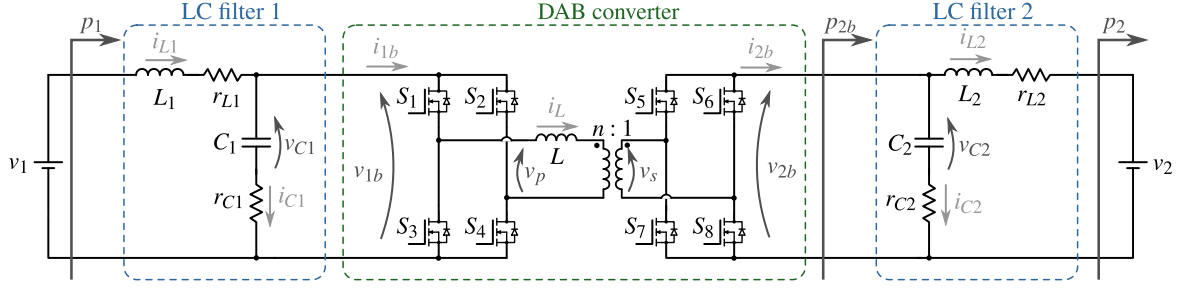 LC filter 1
DAB converter
LC filter 2
p1
iL1
i1b
i2b
p2b
iL2
p2
L1
rL1
S1
S2
iL
S5
S6
L2
rL2
n : 1
C1
vC1
L
C2
vC2
v1
v1b
vp
vs
v2b
v2
rC1
iC1
rC2
iC2
S3
S4
S7
S8